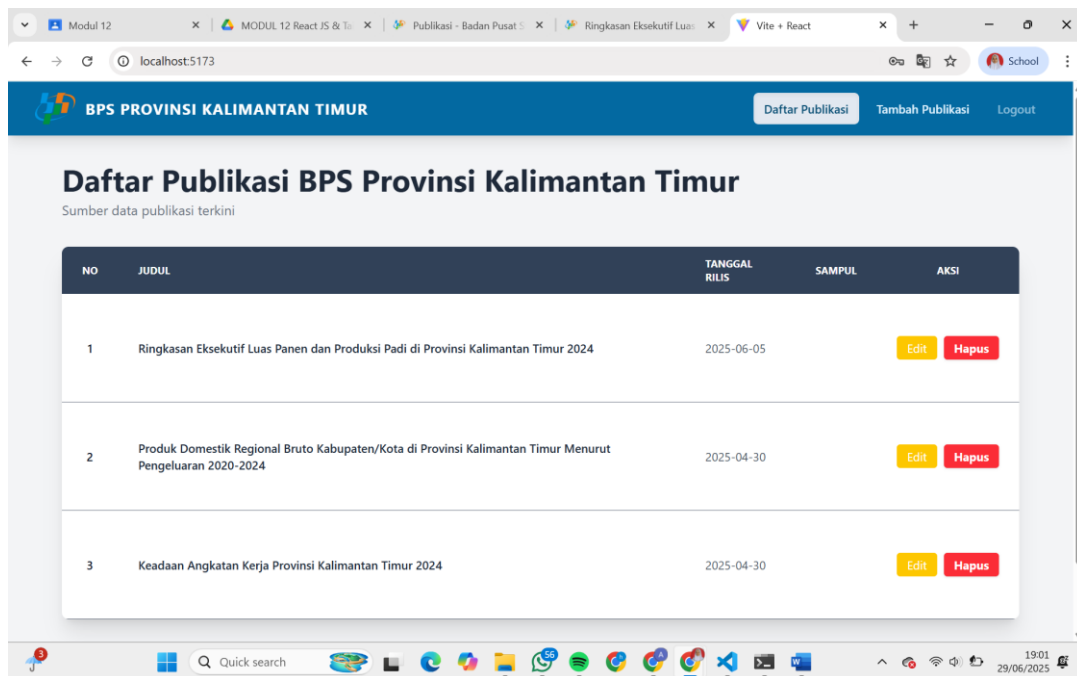 Modul 12
MODUL 12 React JS & Ta
Publikasi - Badan Pusat S
Ringkasan Eksekutif Luas
Vite + React
localhost:5173
School
BPS PROVINSI KALIMANTAN TIMUR
Daftar Publikasi
Tambah Publikasi
Logout
Daftar Publikasi BPS Provinsi Kalimantan Timur
Sumber data publikasi terkini
NO
JUDUL
TANGGAL
RILIS
SAMPUL
AKSI
1
Ringkasan Eksekutif Luas Panen dan Produksi Padi di Provinsi Kalimantan Timur 2024
2025-06-05
Edit
Hapus
2
Produk Domestik Regional Bruto Kabupaten/Kota di Provinsi Kalimantan Timur Menurut
Pengeluaran 2020-2024
2025-04-30
Edit
Hapus
3
Keadaan Angkatan Kerja Provinsi Kalimantan Timur 2024
2025-04-30
Edit
Hapus
3
Quick search
56
A
19:01
29/06/2025